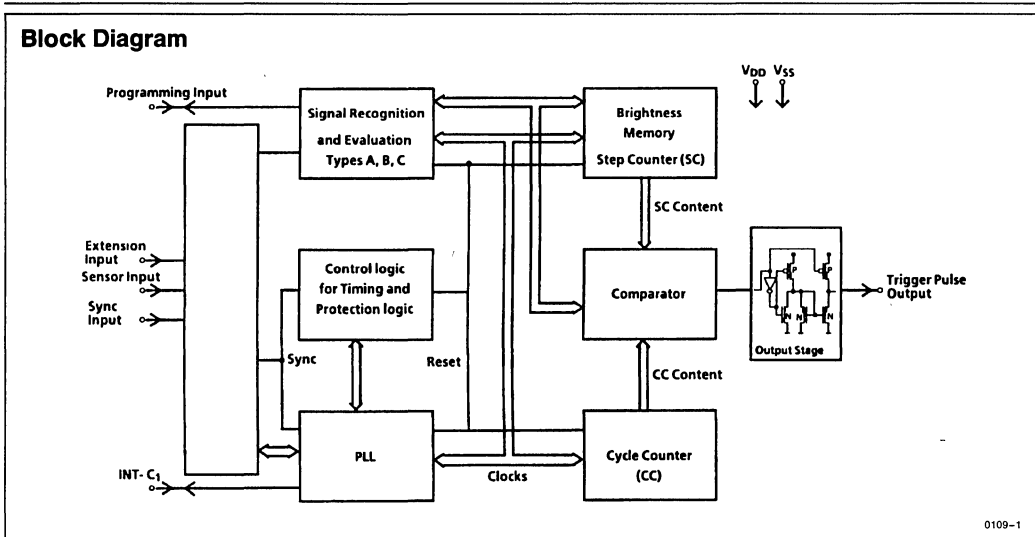 Block Diagram
Programming Input
Signal Recognition
and Evaluation
Types A, B, C
Brightness
Memory
Step Counter (SC)
VDD VSS
SC Content
Extension
Input
Sensor Input
Sync
Input
Control logic
for Timing and
Protection logic
Comparator
P P
N N N
Output Stage
Trigger Pulse
Output
Sync
Reset
CC Content
PLL
Clocks
Cycle Counter
(CC)
INT- C1
0109-1